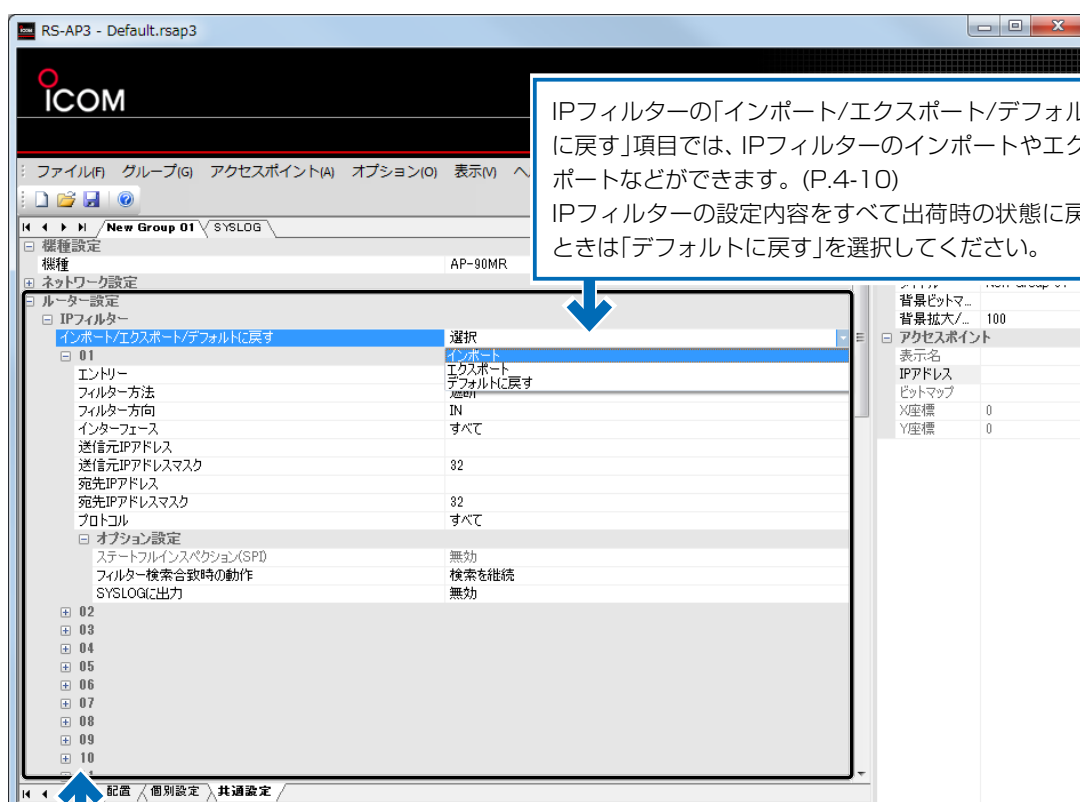 RS-AP3 - Default.rsap3
ICOM
IPフィルターの「インポート/エクスポート/デフォル
に戻す」項目では、IPフィルターのインポートやエク
ポートなどができます。(P.4-10)
IPフィルターの設定内容をすべて出荷時の状態に戻
ときは「デフォルトに戻す」を選択してください。
ファイル(F) グループ(G) アクセスポイント(A) オプション(O) 表示(V) ヘ
New Group 01 SYSLOG
機種設定
機種 AP-90MR
ネットワーク設定
ルーター設定
IPフィルター
インポート/エクスポート/デフォルトに戻す 選択
インポート
エクスポート
デフォルトに戻す
01
エントリー
フィルター方法 遮断
フィルター方向 IN
インターフェース すべて
送信元IPアドレス
送信元IPアドレスマスク 32
宛先IPアドレス
宛先IPアドレスマスク 32
プロトコル すべて
オプション設定
ステートフルインスペクション(SPI) 無効
フィルター検索合致時の動作 検索を継続
SYSLOGに出力 無効
02
03
04
05
06
07
08
09
10
背景ビットマ...
背景拡大/... 100
アクセスポイント
表示名
IPアドレス
ビットマップ
X座標 0
Y座標 0
配置 個別設定 共通設定